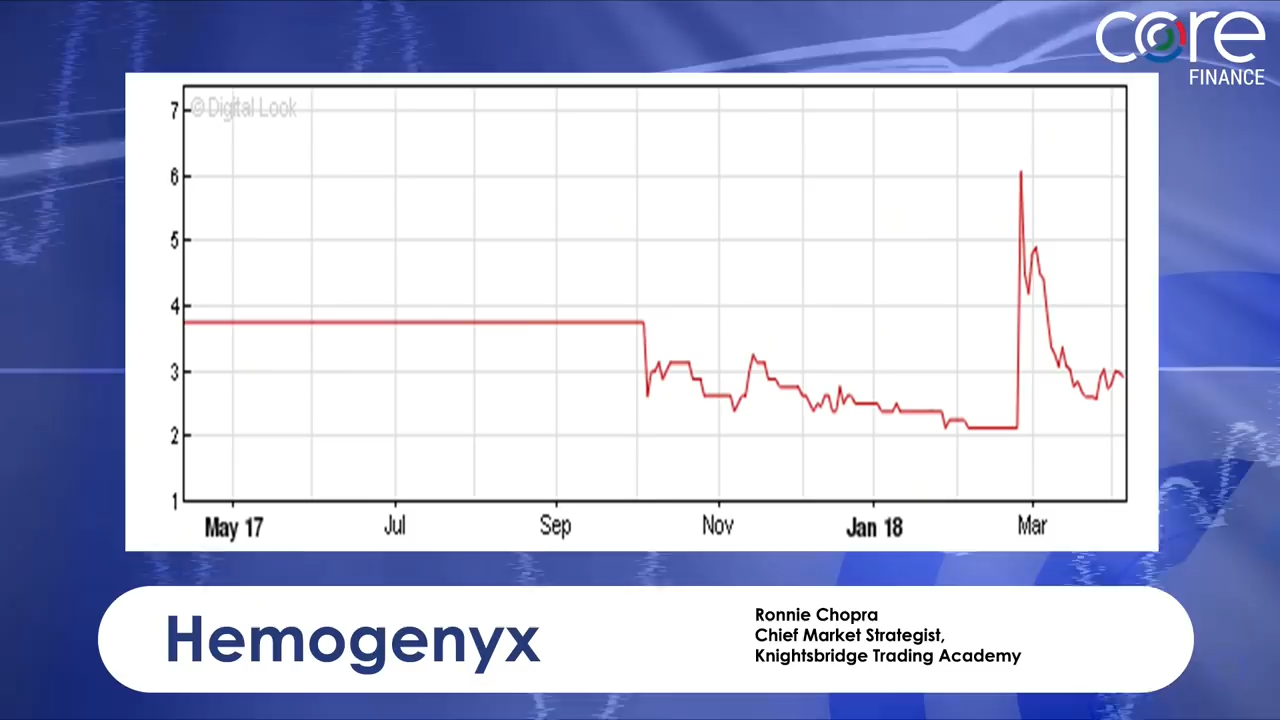 core
FINANCE
© Digital Look
7
6
5
4
3
2
1
May 17
Jul
Sep
Nov
Jan 18
Mar
Hemogenyx
Ronnie Chopra
Chief Market Strategist,
Knightsbridge Trading Academy